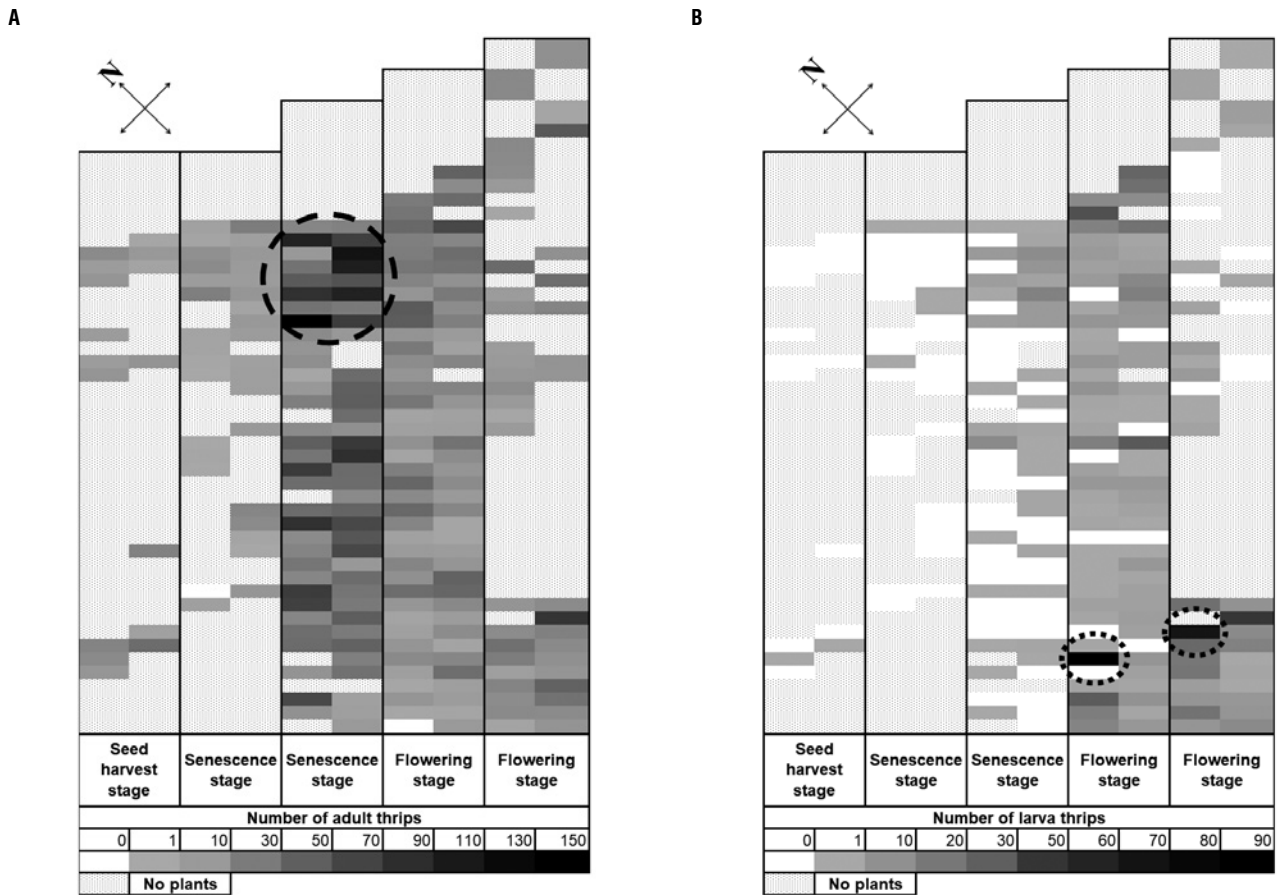 A
N
Seed harvest stage
Senescence stage
Senescence stage
Flowering stage
Flowering stage
Number of adult thrips
0 1 10 30 50 70 90 110 130 150
No plants
B
N
Seed harvest stage
Senescence stage
Senescence stage
Flowering stage
Flowering stage
Number of larva thrips
0 1 10 20 50 60 70 80 90
No plants